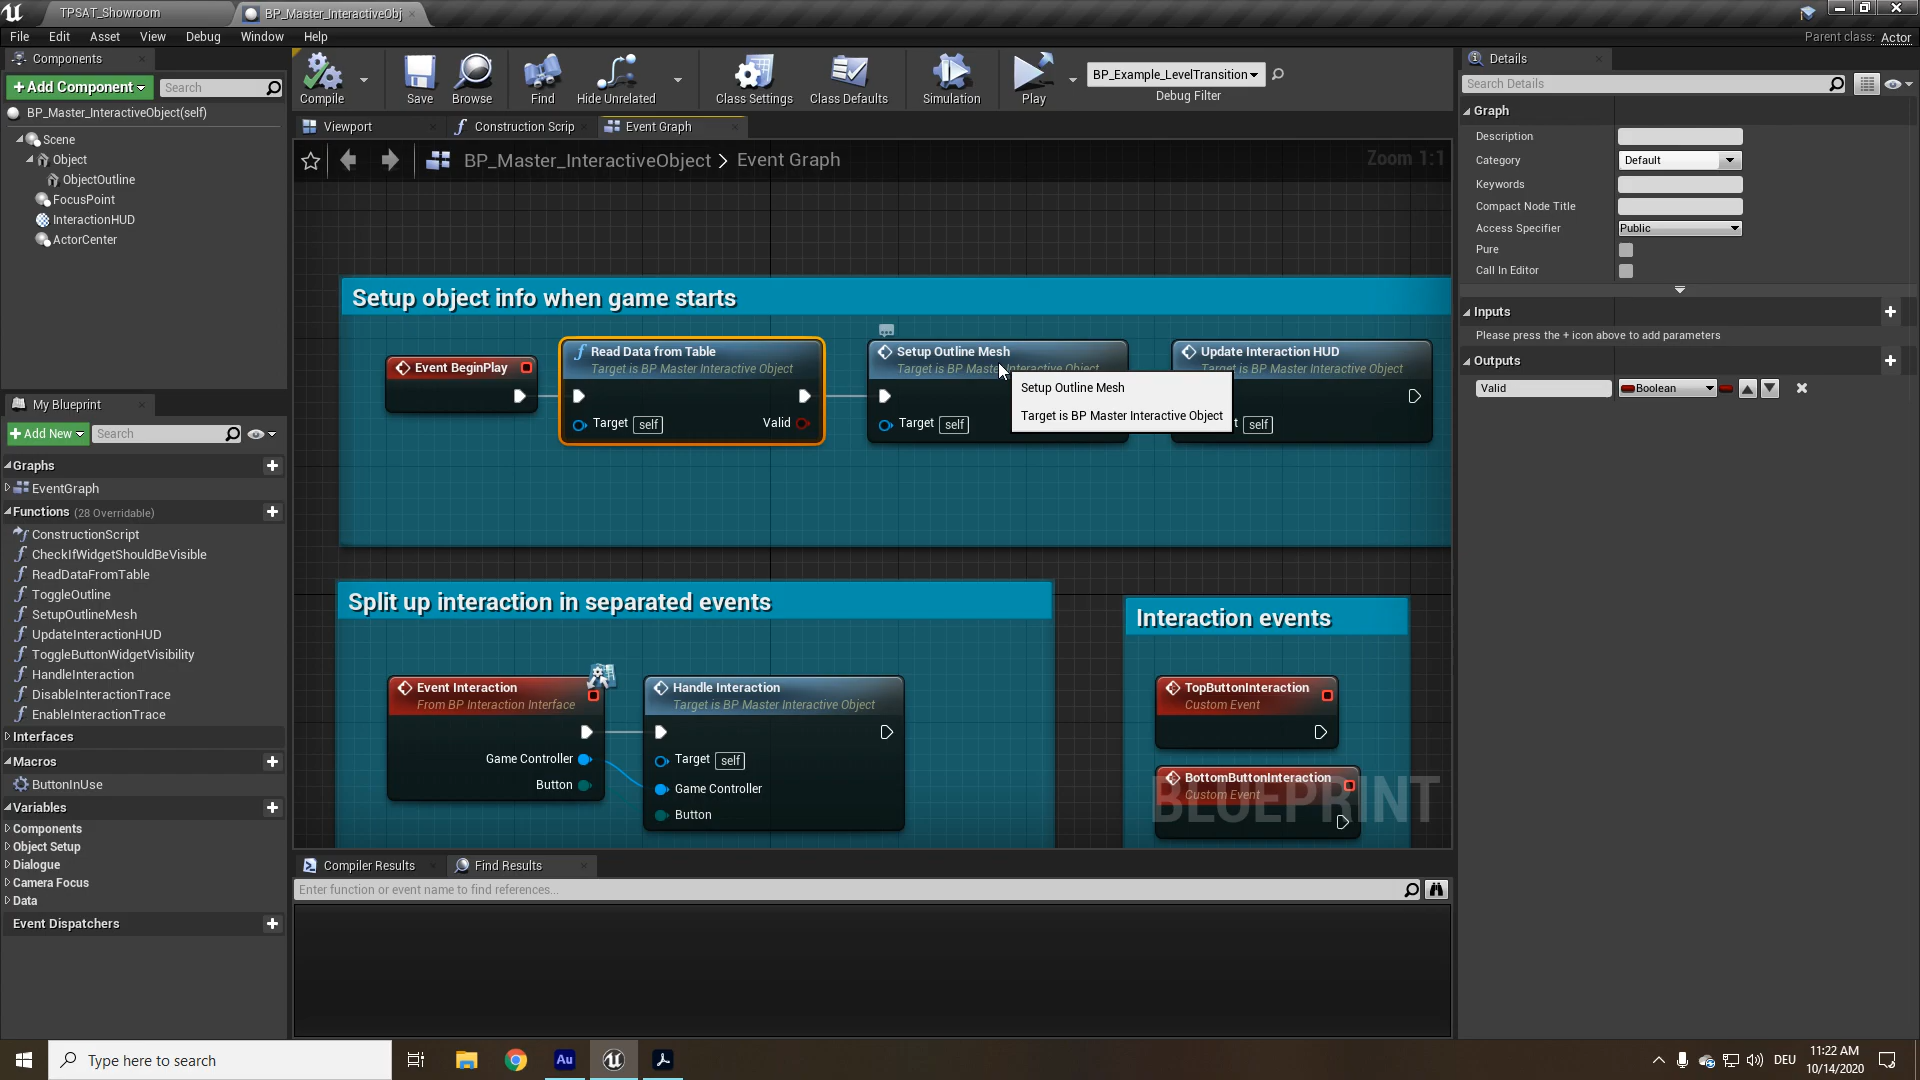 TPSAT_Showroom
BP_Master_InteractiveObj
File Edit Asset View Debug Window Help
Parent class: Actor
Components
+Add Component
Search
BP_Master_InteractiveObject(self)
Scene
Object
ObjectOutline
FocusPoint
InteractionHUD
ActorCenter
Compile
Save
Browse
Find
Hide Unrelated
Class Settings
Class Defaults
Simulation
Play
BP_Example_LevelTransition
Debug Filter
Viewport
Construction Scrip
Event Graph
BP_Master_InteractiveObject > Event Graph
Zoom 1:1
Setup object info when game starts
Event BeginPlay
Read Data from Table
Target is BP Master Interactive Object
Target self
Valid
Setup Outline Mesh
Target is BP Master Interactive Object
Target self
Setup Outline Mesh
Target is BP Master Interactive Object
Update Interaction HUD
Target is BP Master Interactive Object
t self
Split up interaction in separated events
Event Interaction
From BP Interaction Interface
Game Controller
Button
Handle Interaction
Target is BP Master Interactive Object
Target self
Game Controller
Button
Interaction events
TopButtonInteraction
Custom Event
BottomButtonInteraction
Custom Event
BLUEPRINT
My Blueprint
+Add New
Search
Graphs
EventGraph
Functions (28 Overridable)
ConstructionScript
CheckIfWidgetShouldBeVisible
ReadDataFromTable
ToggleOutline
SetupOutlineMesh
UpdateInteractionHUD
ToggleButtonWidgetVisibility
HandleInteraction
DisableInteractionTrace
EnableInteractionTrace
Interfaces
Macros
ButtonInUse
Variables
Components
Object Setup
Dialogue
Camera Focus
Data
Event Dispatchers
Compiler Results
Find Results
Enter function or event name to find references...
Details
Search Details
Graph
Description
Category Default
Keywords
Compact Node Title
Access Specifier Public
Pure
Call In Editor
Inputs
Please press the + icon above to add parameters
Outputs
Valid Boolean
Type here to search
Au
DEU
11:22 AM
10/14/2020